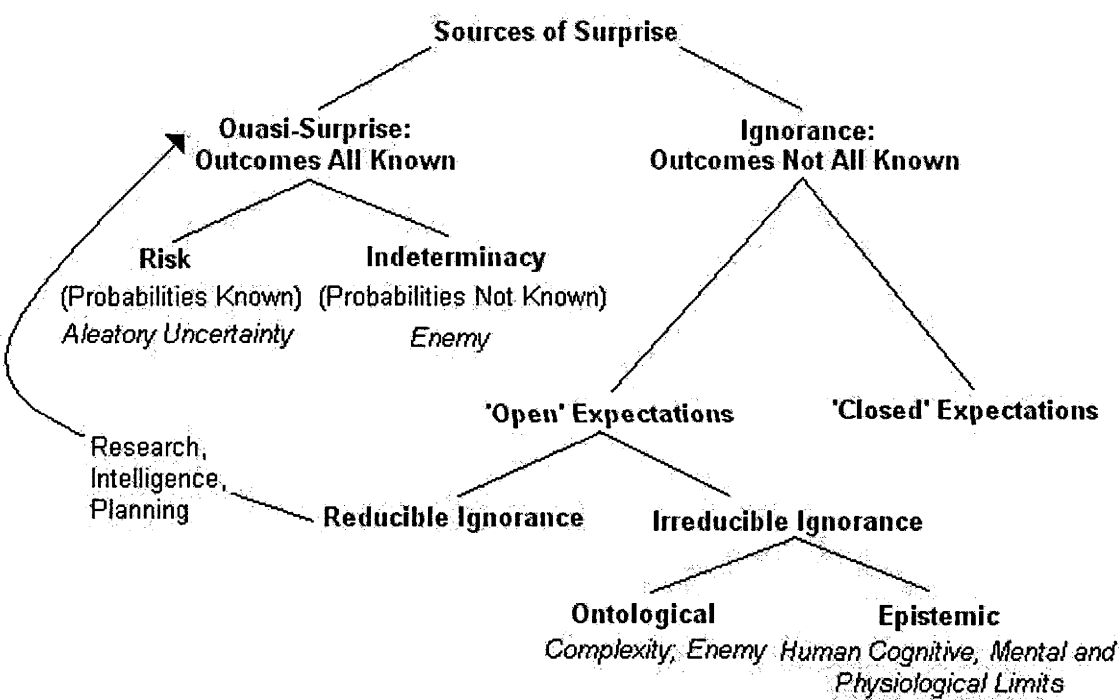 Sources of Surprise
Quasi-Surprise:
Outcomes All Known
Ignorance:
Outcomes Not All Known
Risk
(Probabilities Known)
Aleatory Uncertainty
Indeterminacy
(Probabilities Not Known)
Enemy
'Open' Expectations
'Closed' Expectations
Research,
Intelligence,
Planning
Reducible Ignorance
Irreducible Ignorance
Ontological
Complexity, Enemy
Epistemic
Human Cognitive, Mental and
Physiological Limits